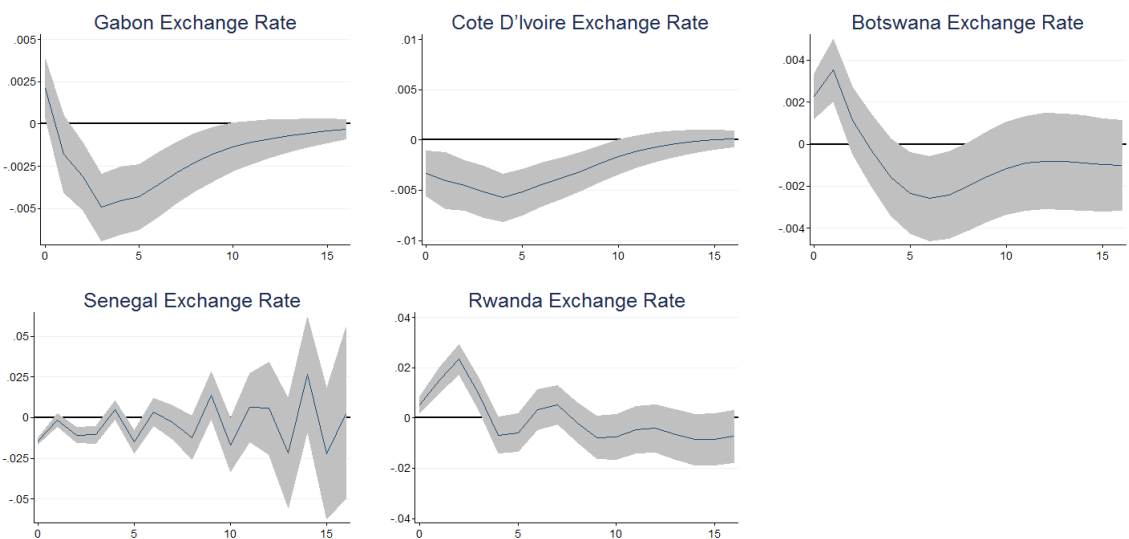 Gabon Exchange Rate
.005
.0025
0
-.0025
-.005
0 5 10 15
Cote D’Ivoire Exchange Rate
.01
.005
0
-.005
-.01
0 5 10 15
Botswana Exchange Rate
.004
.002
0
-.002
-.004
0 5 10 15
Senegal Exchange Rate
.05
.025
0
-.025
-.05
0 5 10 15
Rwanda Exchange Rate
.04
.02
0
-.02
-.04
0 5 10 15